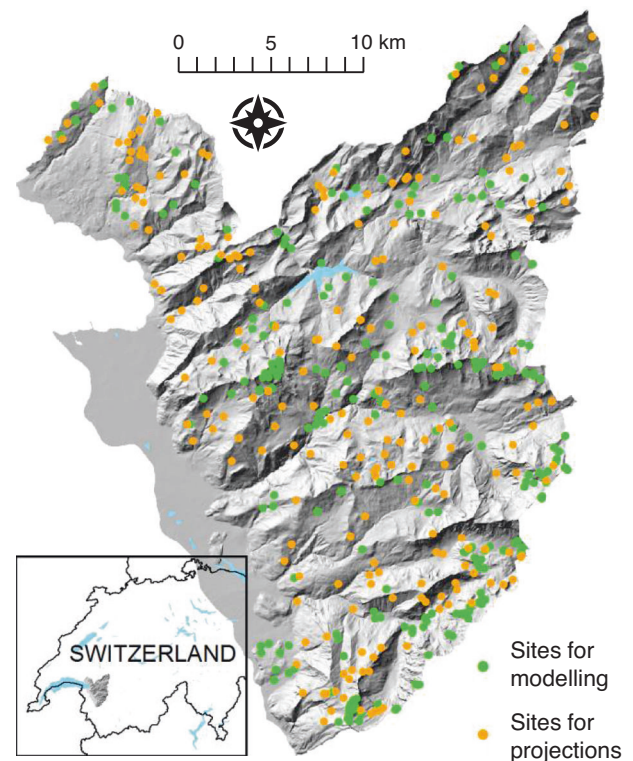 0 5 10 km
SWITZERLAND
Sites for
modelling
Sites for
projections